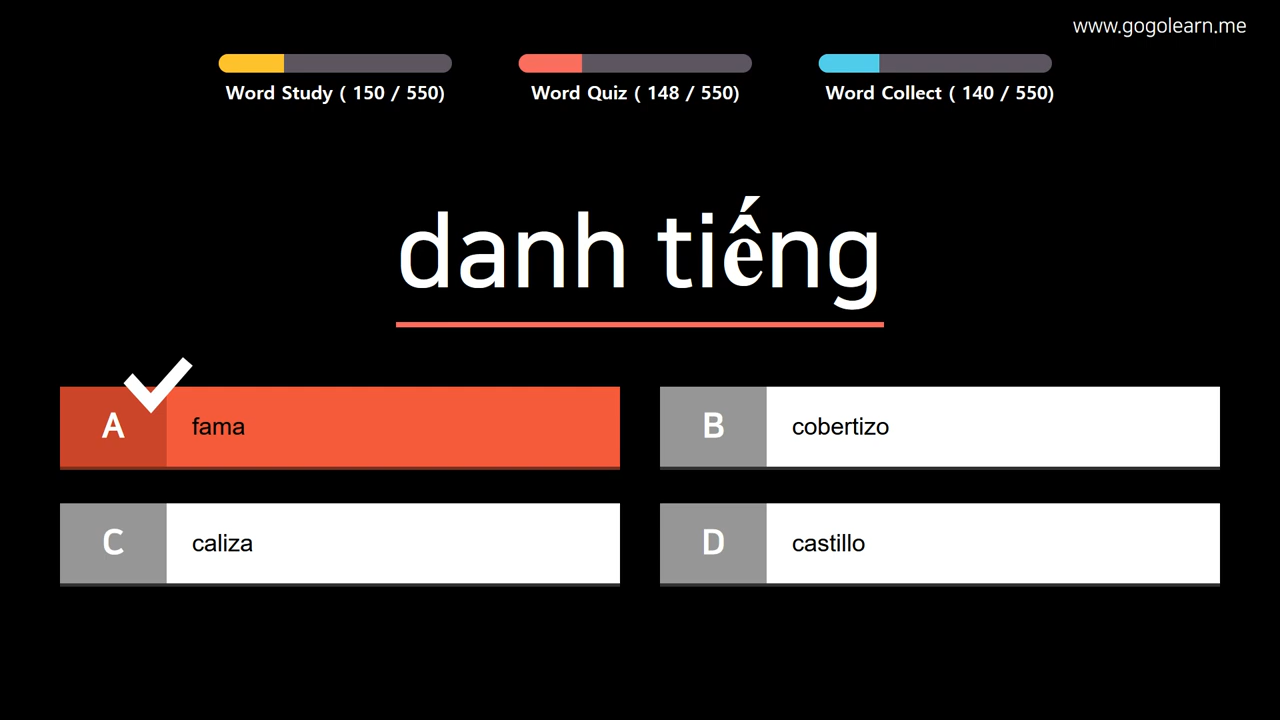 www.gogolearn.me
Word Study ( 150 / 550)
Word Quiz ( 148 / 550)
Word Collect ( 140 / 550)
danh tiếng
A fama
B cobertizo
C caliza
D castillo